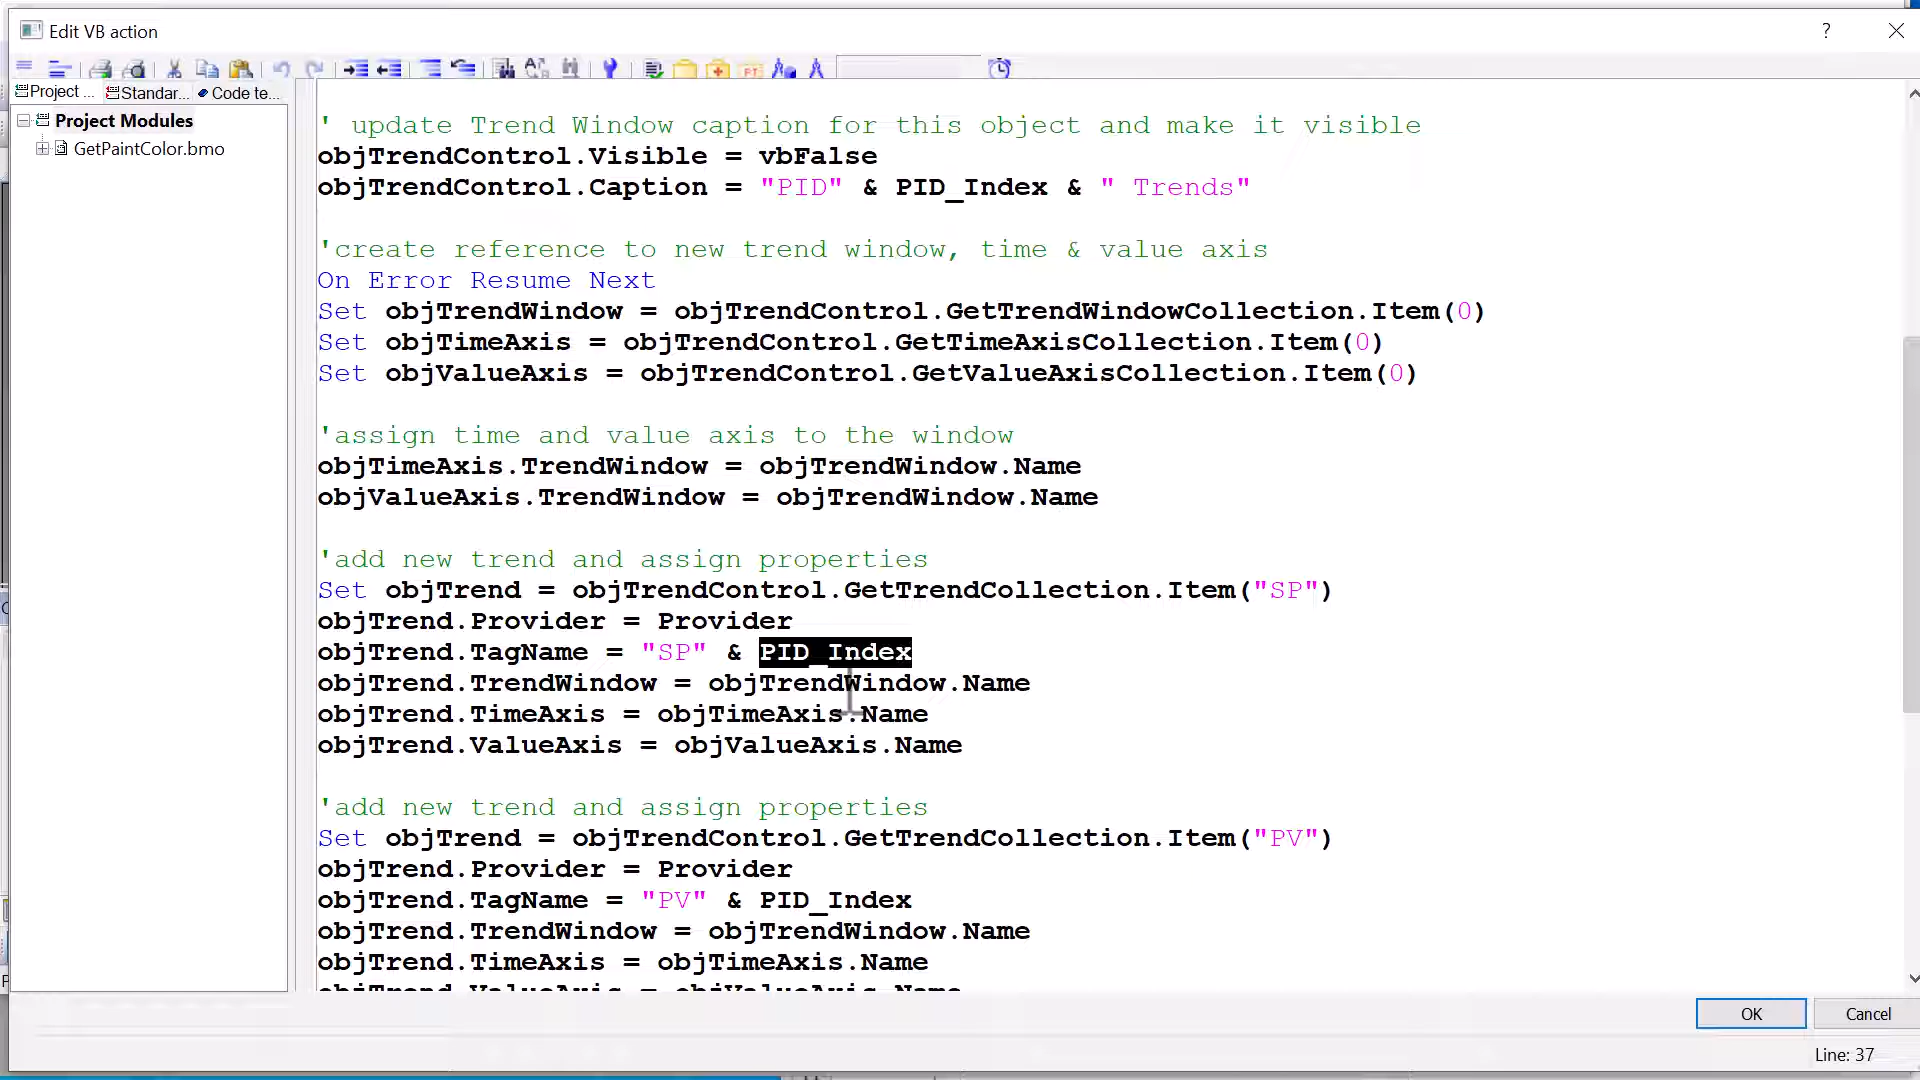 Edit VB action
?
Project ...
Standar...
Code te...
Project Modules
GetPaintColor.bmo
' update Trend Window caption for this object and make it visible
objTrendControl.Visible = vbFalse
objTrendControl.Caption = "PID" & PID_Index & " Trends"
'create reference to new trend window, time & value axis
On Error Resume Next
Set objTrendWindow = objTrendControl.GetTrendWindowCollection.Item(0)
Set objTimeAxis = objTrendControl.GetTimeAxisCollection.Item(0)
Set objValueAxis = objTrendControl.GetValueAxisCollection.Item(0)
'assign time and value axis to the window
objTimeAxis.TrendWindow = objTrendWindow.Name
objValueAxis.TrendWindow = objTrendWindow.Name
'add new trend and assign properties
Set objTrend = objTrendControl.GetTrendCollection.Item("SP")
objTrend.Provider = Provider
objTrend.TagName = "SP" & PID_Index
objTrend.TrendWindow = objTrendWindow.Name
objTrend.TimeAxis = objTimeAxis.Name
objTrend.ValueAxis = objValueAxis.Name
'add new trend and assign properties
Set objTrend = objTrendControl.GetTrendCollection.Item("PV")
objTrend.Provider = Provider
objTrend.TagName = "PV" & PID_Index
objTrend.TrendWindow = objTrendWindow.Name
objTrend.TimeAxis = objTimeAxis.Name
objTrend.ValueAxis = objValueAxis.Name
OK
Cancel
Line: 37